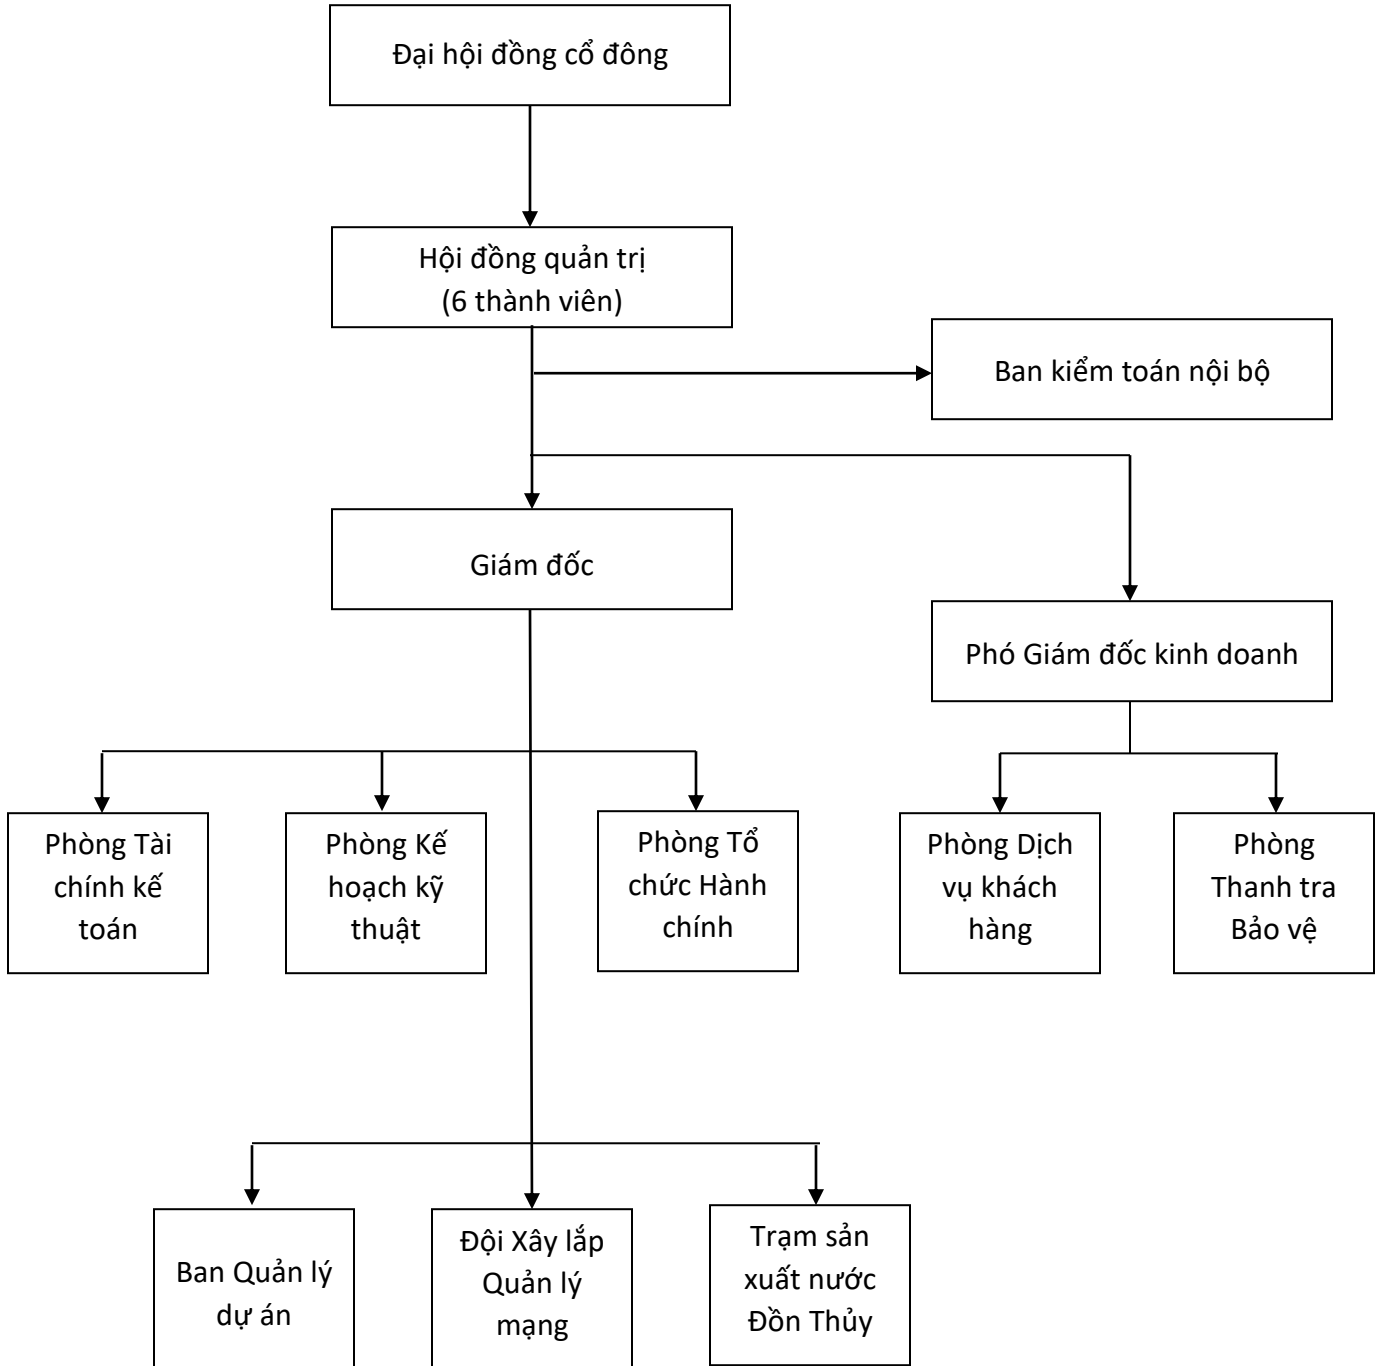 Đại hội đồng cổ đông
Hội đồng quản trị
(6 thành viên)
Ban kiểm toán nội bộ
Giám đốc
Phó Giám đốc kinh doanh
Phòng Tài
chính kế
toán
Phòng Kế
hoạch kỹ
thuật
Phòng Tổ
chức Hành
chính
Phòng Dịch
vụ khách
hàng
Phòng
Thanh tra
Bảo vệ
Ban Quản lý
dự án
Đội Xây lắp
Quản lý
mạng
Trạm sản
xuất nước
Đồn Thủy